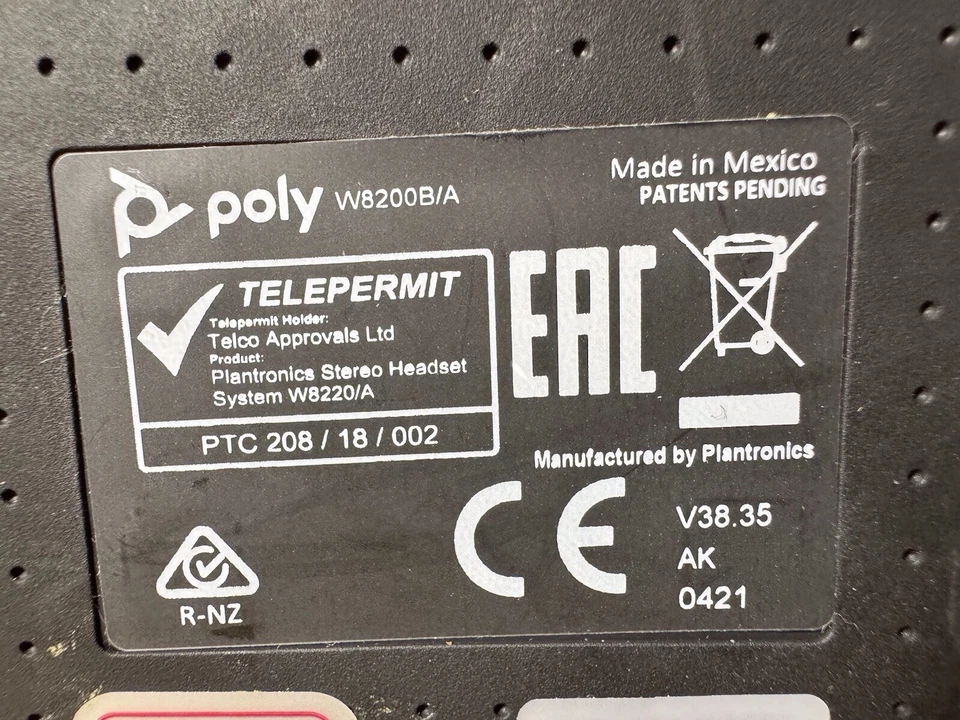 poly W8200B/A
Made in Mexico
PATENTS PENDING
TELEPERMIT
Telepermit Holder:
Telco Approvals Ltd
Product:
Plantronics Stereo Headset
System W8220/A
PTC 208 / 18 / 002
EAC
Manufactured by Plantronics
CE
V38.35
AK
0421
R-NZ